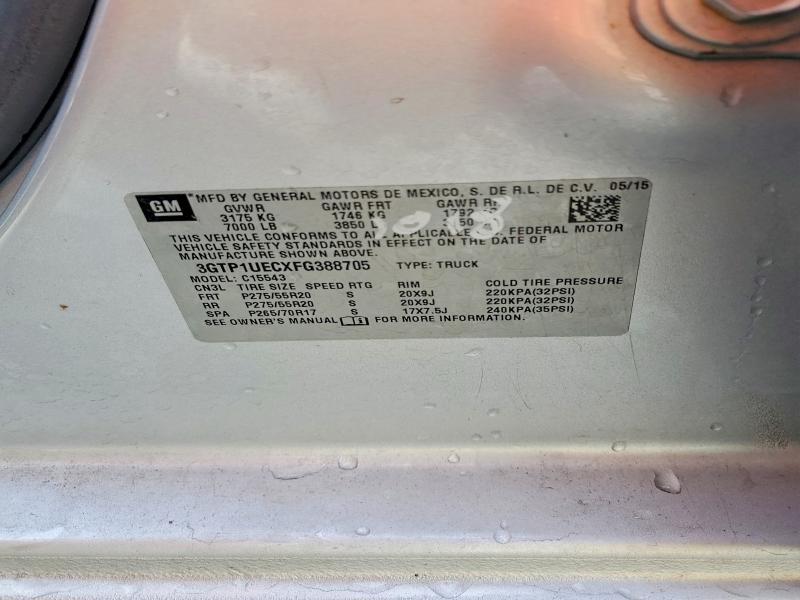 GM
MFD BY GENERAL MOTORS DE MEXICO, S. DE R.L. DE C.V. 05/15
GVWR GAWR FRT GAWR
3175 KG 1746 KG 1792
7000 LB 3850
THIS VEHICLE CONFORMS TO ALL APPLICABLE FEDERAL MOTOR
VEHICLE SAFETY STANDARDS IN EFFECT ON THE DATE OF
MANUFACTURE SHOWN ABOVE.
3GTP1UECXFG388705 TYPE: TRUCK
MODEL: C15543
CN3L TIRE SIZE SPEED RTG RIM COLD TIRE PRESSURE
FRT P275/55R20 S 20X9J 220KPA(32PSI)
RR P275/55R20 S 20X9J 220KPA(32PSI)
SPA P265/70R17 S 17X7.5J 240KPA(35PSI)
SEE OWNER'S MANUAL FOR MORE INFORMATION.